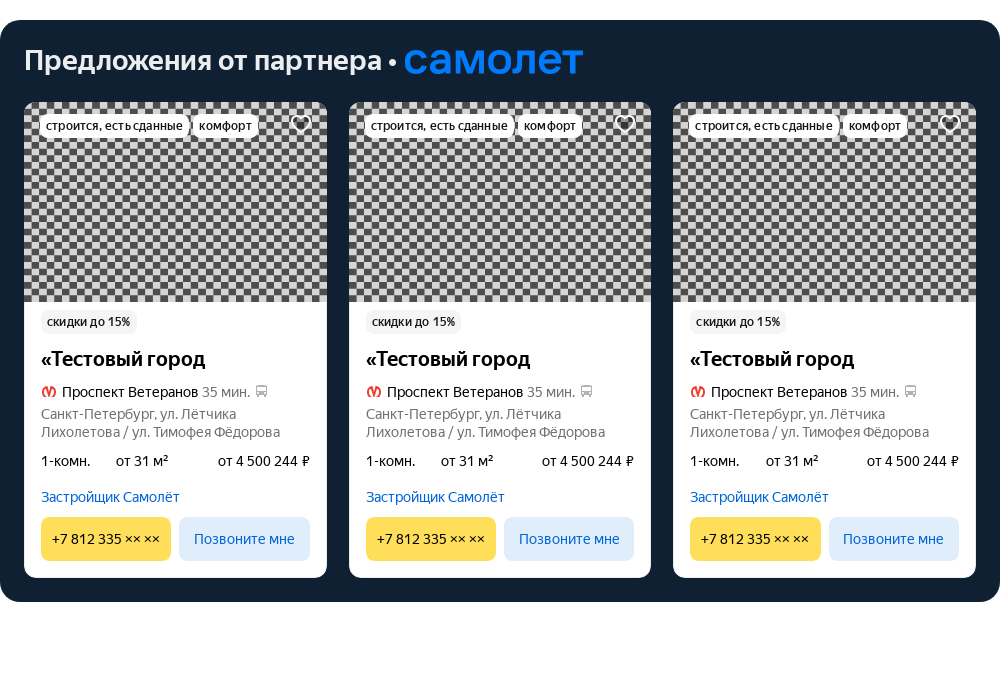 Предложения от партнера • самолет
строится, есть сданные комфорт
скидки до 15%
«Тестовый город
Проспект Ветеранов 35 мин.
Санкт-Петербург, ул. Лётчика
Лихолетова / ул. Тимофея Фёдорова
1-комн. от 31 м² от 4 500 244 ₽
Застройщик Самолёт
+7 812 335 ×× ×× Позвоните мне
строится, есть сданные комфорт
скидки до 15%
«Тестовый город
Проспект Ветеранов 35 мин.
Санкт-Петербург, ул. Лётчика
Лихолетова / ул. Тимофея Фёдорова
1-комн. от 31 м² от 4 500 244 ₽
Застройщик Самолёт
+7 812 335 ×× ×× Позвоните мне
строится, есть сданные комфорт
скидки до 15%
«Тестовый город
Проспект Ветеранов 35 мин.
Санкт-Петербург, ул. Лётчика
Лихолетова / ул. Тимофея Фёдорова
1-комн. от 31 м² от 4 500 244 ₽
Застройщик Самолёт
+7 812 335 ×× ×× Позвоните мне